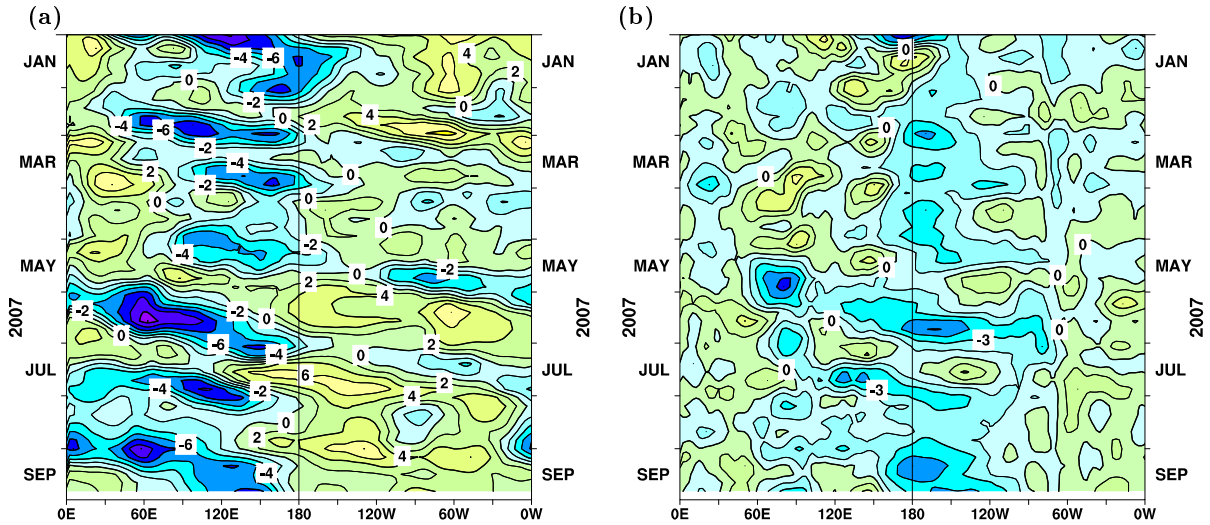 (a) (b)
JAN JAN JAN
MAR MAR MAR
MAY MAY MAY
JUL JUL JUL
SEP SEP SEP
2007 2007 2007 2007
0E 60E 120E 180 120W 60W 0W
0E 60E 120E 180 120W 60W 0W
-4 -6 4 2
0 -2 0 0 2 4
-4 -6 -2 -4
2 -2 0 0 0
0 0 -2
-4 2 0 -2
-2 0 4
0 -6 -4 0 2
-4 -2 6 4 2
0 2
-6 4
-4
0 0
0
0
0 0
0
0 0
-3
0
-3